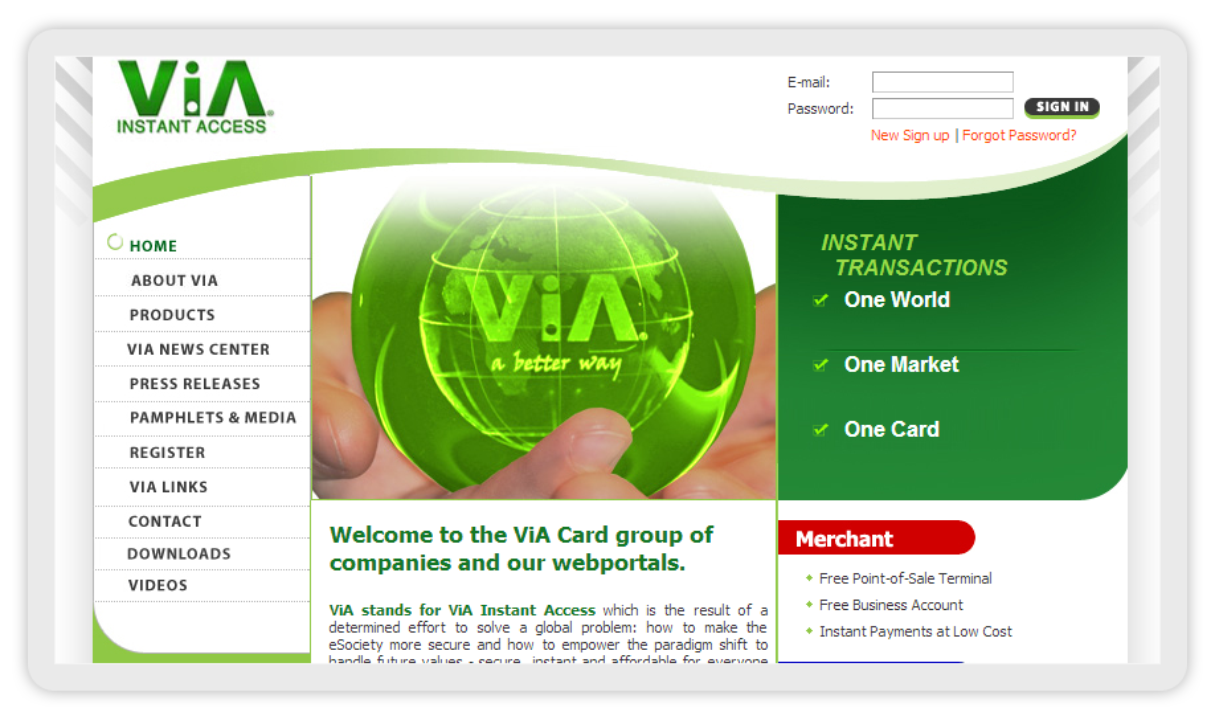 ViA®
INSTANT ACCESS
E-mail:
Password:
SIGN IN
New Sign up | Forgot Password?
HOME
ABOUT VIA
PRODUCTS
VIA NEWS CENTER
PRESS RELEASES
PAMPHLETS & MEDIA
REGISTER
VIA LINKS
CONTACT
DOWNLOADS
VIDEOS
ViA.
a better way
INSTANT
TRANSACTIONS
One World
One Market
One Card
Welcome to the ViA Card group of
companies and our webportals.
ViA stands for ViA Instant Access which is the result of a
determined effort to solve a global problem: how to make the
eSociety more secure and how to empower the paradigm shift to
handle future values - secure, instant and affordable for everyone
Merchant
Free Point-of-Sale Terminal
Free Business Account
Instant Payments at Low Cost